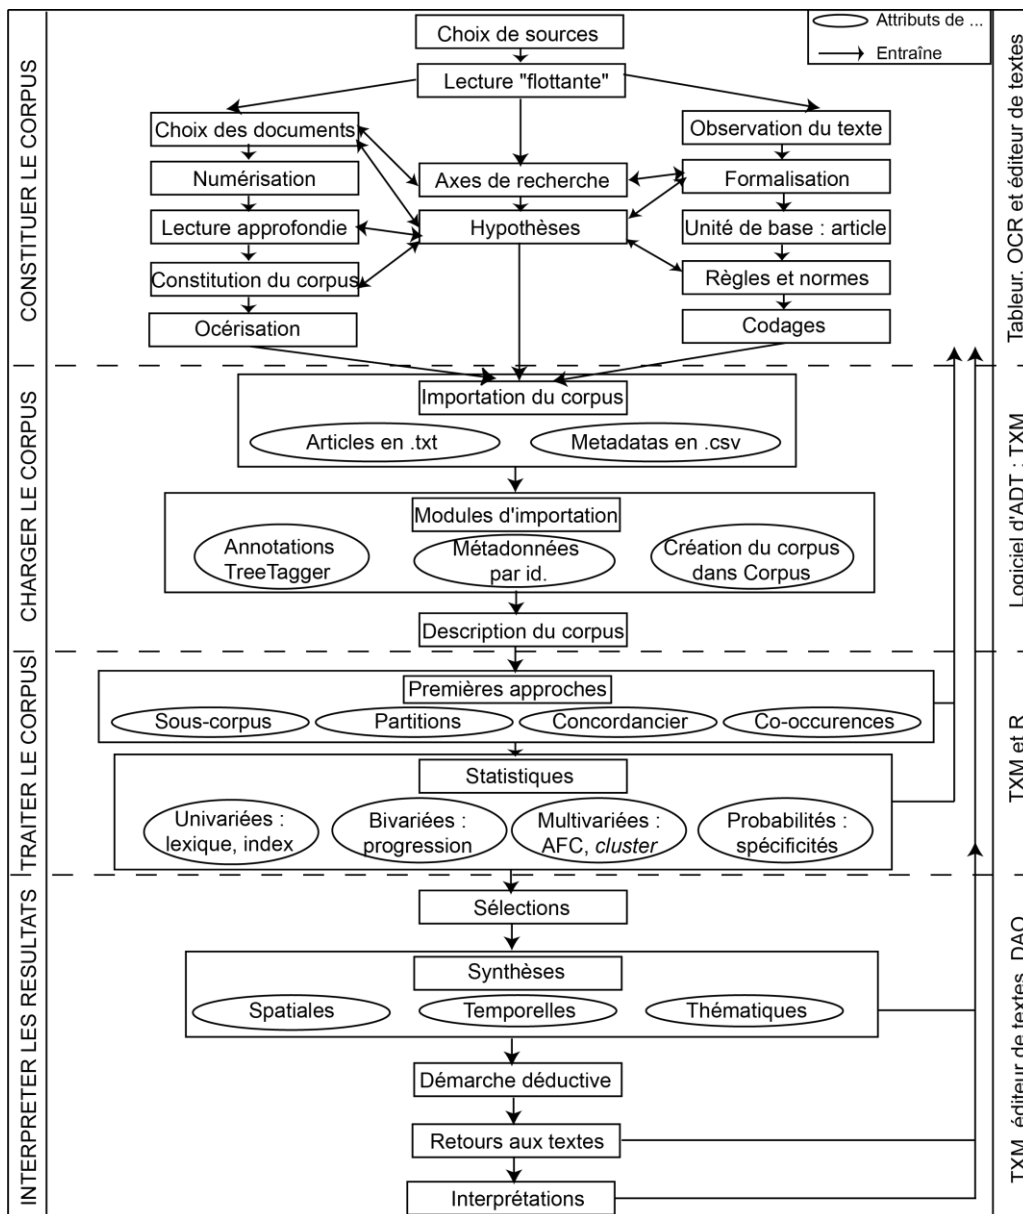 Attributs de ...
Entraîne
CONSTITUER LE CORPUS
Tableur, OCR et éditeur de textes
Choix de sources
Lecture "flottante"
Choix des documents
Observation du texte
Numérisation
Axes de recherche
Formalisation
Lecture approfondie
Hypothèses
Unité de base : article
Constitution du corpus
Règles et normes
Océrisation
Codages
CHARGER LE CORPUS
Logiciel d'ADT : TXM
Importation du corpus
Articles en .txt
Metadatas en .csv
Modules d'importation
Annotations
TreeTagger
Métadonnées
par id.
Création du corpus
dans Corpus
Description du corpus
TRAITER LE CORPUS
TXM et R
Premières approches
Sous-corpus
Partitions
Concordancier
Co-occurences
Statistiques
Univariées :
lexique, index
Bivariées :
progression
Multivariées :
AFC, cluster
Probabilités :
spécificités
INTERPRETER LES RESULTATS
TXM, éditeur de textes, DAO
Sélections
Synthèses
Spatiales
Temporelles
Thématiques
Démarche déductive
Retours aux textes
Interprétations